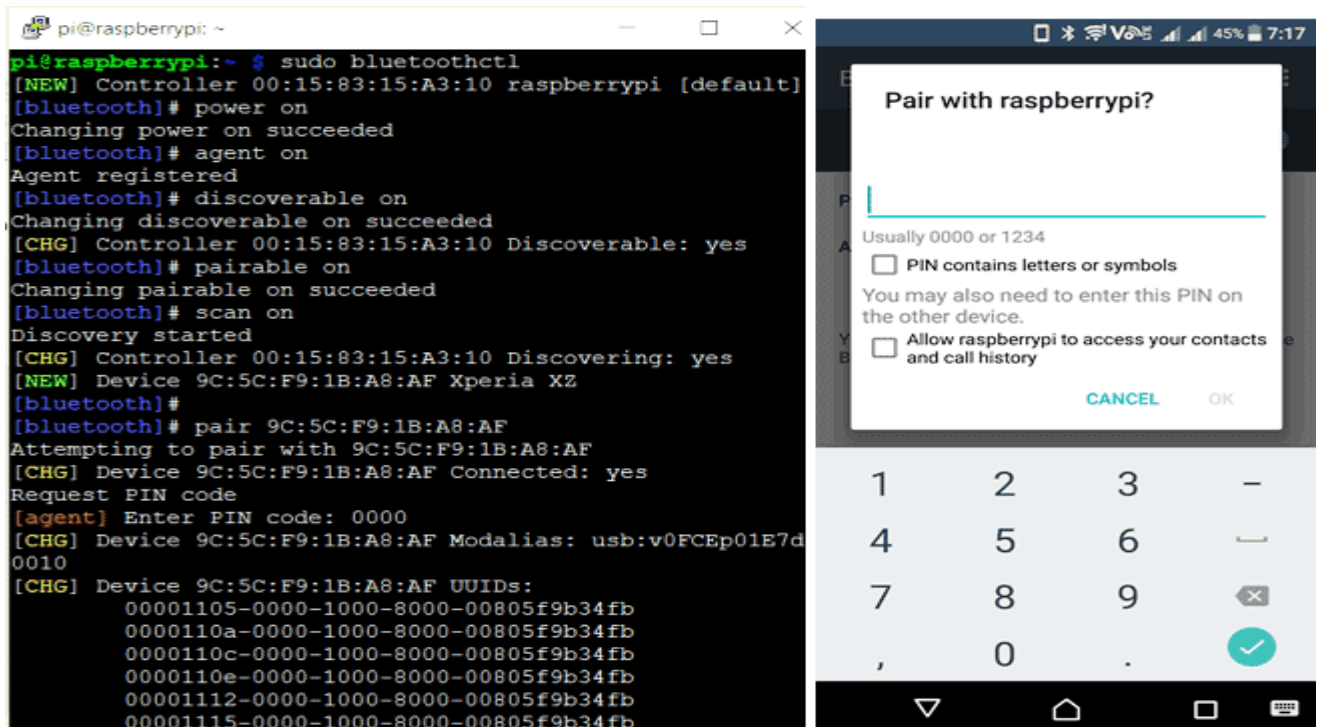 pi@raspberrypi: ~
pi@raspberrypi:~ $ sudo bluetoothctl
[NEW] Controller 00:15:83:15:A3:10 raspberrypi [default]
[bluetooth]# power on
Changing power on succeeded
[bluetooth]# agent on
Agent registered
[bluetooth]# discoverable on
Changing discoverable on succeeded
[CHG] Controller 00:15:83:15:A3:10 Discoverable: yes
[bluetooth]# pairable on
Changing pairable on succeeded
[bluetooth]# scan on
Discovery started
[CHG] Controller 00:15:83:15:A3:10 Discovering: yes
[NEW] Device 9C:5C:F9:1B:A8:AF Xperia XZ
[bluetooth]#
[bluetooth]# pair 9C:5C:F9:1B:A8:AF
Attempting to pair with 9C:5C:F9:1B:A8:AF
[CHG] Device 9C:5C:F9:1B:A8:AF Connected: yes
Request PIN code
[agent] Enter PIN code: 0000
[CHG] Device 9C:5C:F9:1B:A8:AF Modalias: usb:v0FCEp01E7d
0010
[CHG] Device 9C:5C:F9:1B:A8:AF UUIDs:
00001105-0000-1000-8000-00805f9b34fb
0000110a-0000-1000-8000-00805f9b34fb
0000110c-0000-1000-8000-00805f9b34fb
0000110e-0000-1000-8000-00805f9b34fb
00001112-0000-1000-8000-00805f9b34fb
00001115-0000-1000-8000-00805f9b34fb
45% 7:17
Pair with raspberrypi?
Usually 0000 or 1234
PIN contains letters or symbols
You may also need to enter this PIN on
the other device.
Allow raspberrypi to access your contacts
and call history
CANCEL OK
1 2 3 -
4 5 6
7 8 9
, 0 .